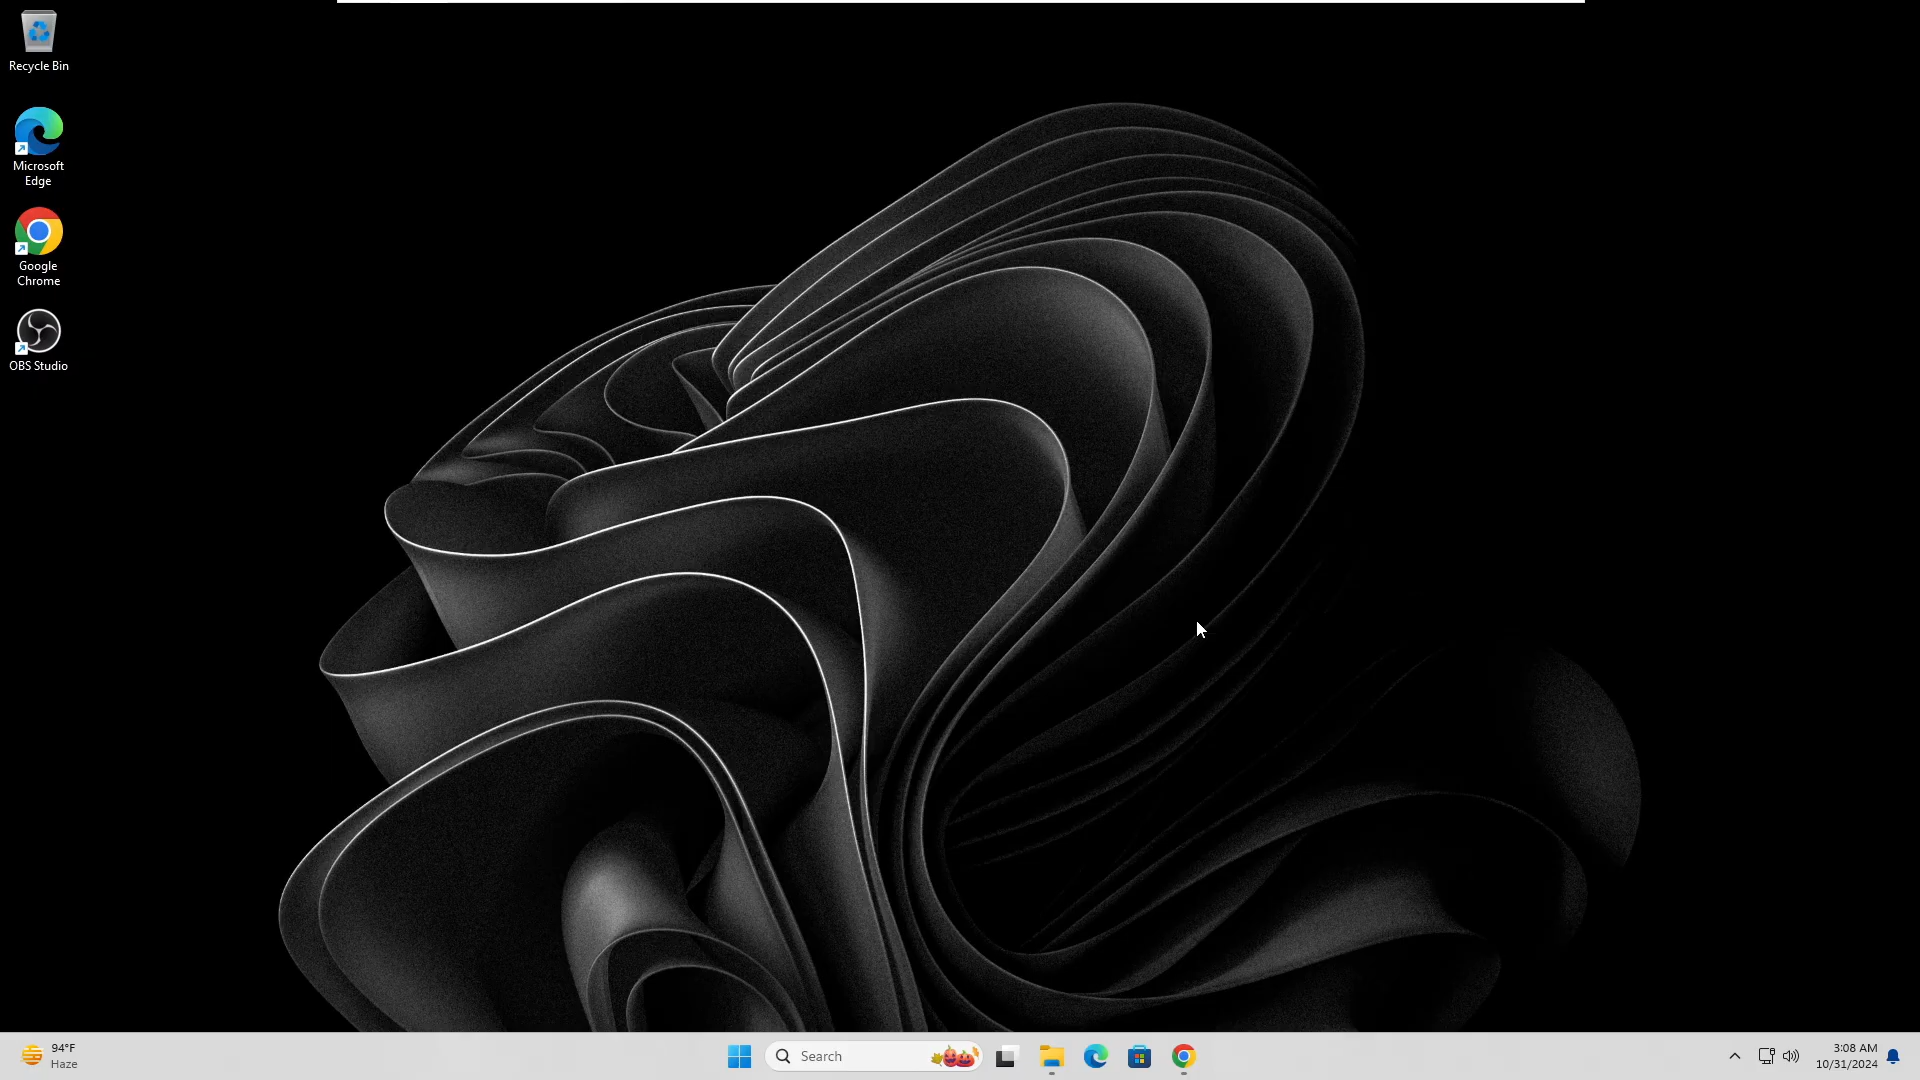 Recycle Bin
Microsoft
Edge
Google
Chrome
OBS Studio
94°F
Haze
Search
3:08 AM
10/31/2024